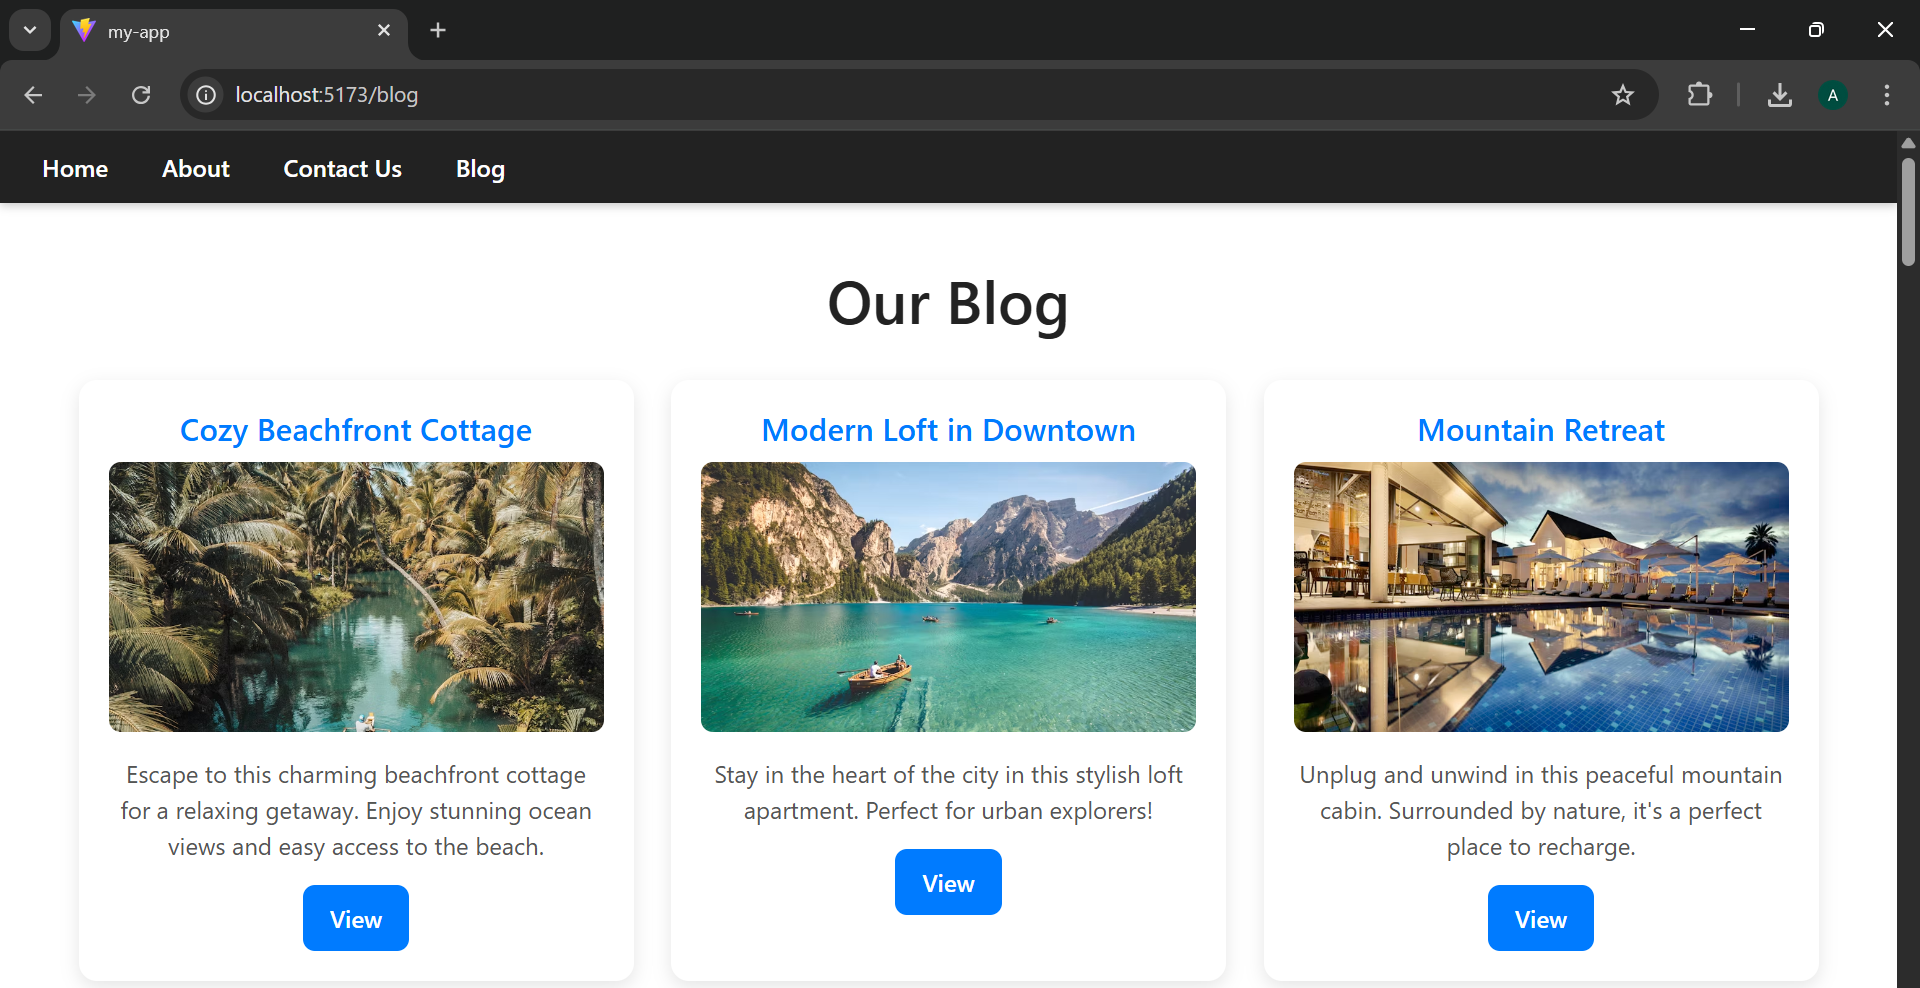 my-app
localhost:5173/blog
A
Home About Contact Us Blog
Our Blog
Cozy Beachfront Cottage
Escape to this charming beachfront cottage
for a relaxing getaway. Enjoy stunning ocean
views and easy access to the beach.
View
Modern Loft in Downtown
Stay in the heart of the city in this stylish loft
apartment. Perfect for urban explorers!
View
Mountain Retreat
Unplug and unwind in this peaceful mountain
cabin. Surrounded by nature, it's a perfect
place to recharge.
View